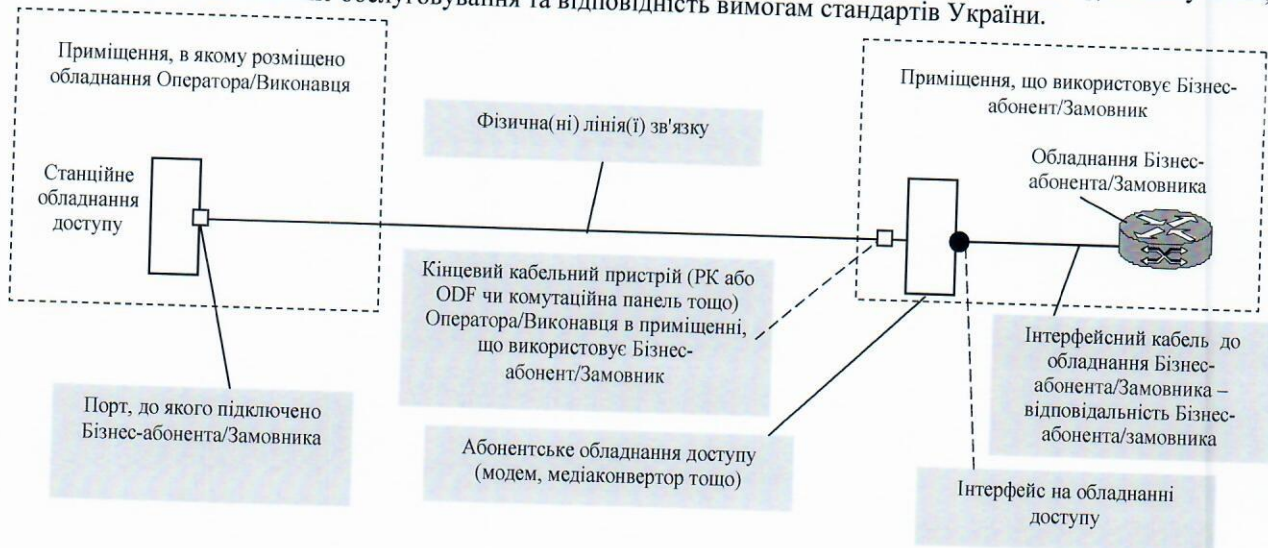 обслуговування та відповідність вимогам стандартів України.
Приміщення, в якому розміщено
обладнання Оператора/Виконавця
Приміщення, що використовує Бізнес-
абонент/Замовник
Фізична(ні) лінія(ї) зв'язку
Станційне
обладнання
доступу
Обладнання Бізнес-
абонента/Замовника
Кінцевий кабельний пристрій (РК або
ODF чи комутаційна панель тощо)
Оператора/Виконавця в приміщенні,
що використовує Бізнес-
абонент/Замовник
Інтерфейсний кабель до
обладнання Бізнес-
абонента/Замовника –
відповідальність Бізнес-
абонента/замовника
Порт, до якого підключено
Бізнес-абонента/Замовника
Абонентське обладнання доступу
(модем, медіаконвертор тощо)
Інтерфейс на обладнанні
доступу